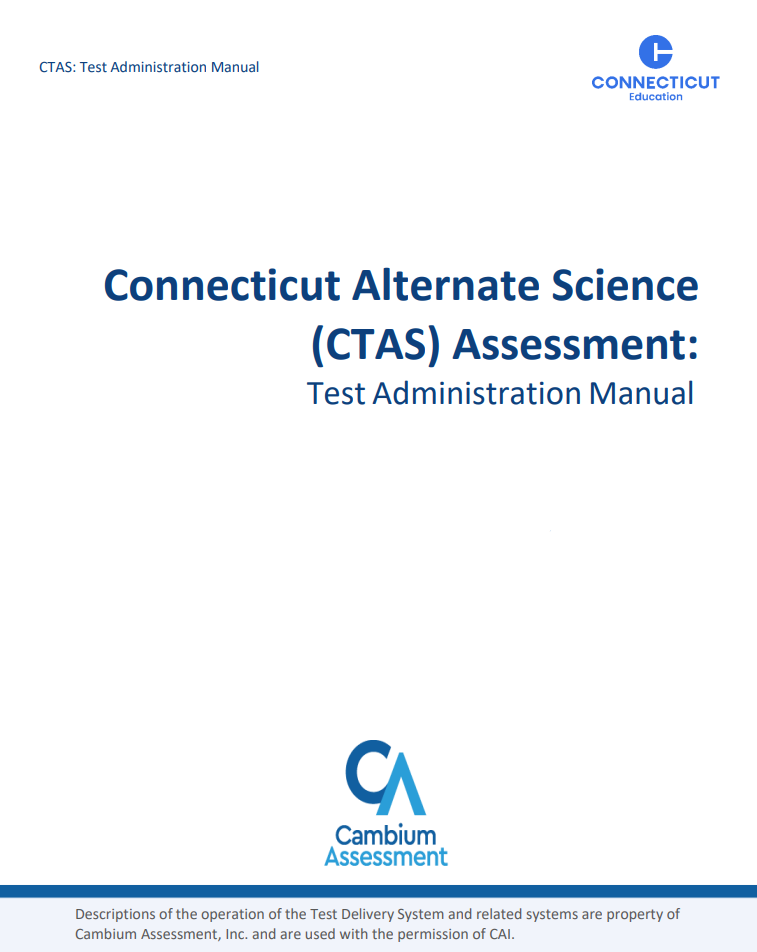 CTAS: Test Administration Manual
CONNECTICUT
Education
Connecticut Alternate Science
(CTAS) Assessment:
Test Administration Manual
CA
Cambium
Assessment
Descriptions of the operation of the Test Delivery System and related systems are property of
Cambium Assessment, Inc. and are used with the permission of CAI.